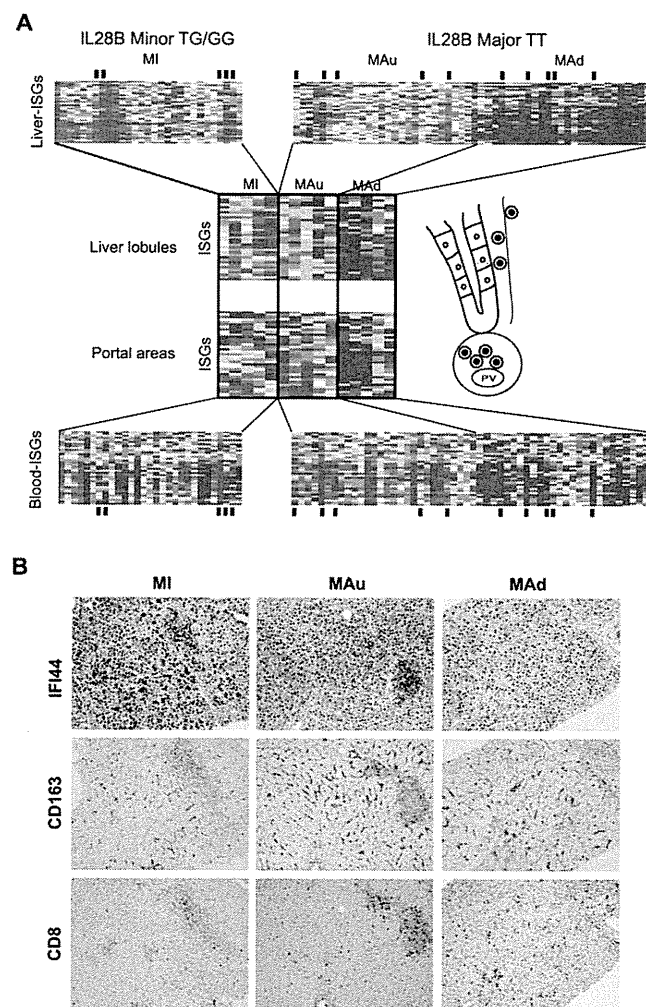 A
IL28B Minor TG/GG
IL28B Major TT
MI
MAu
MAd
Liver-ISGs
MI
MAu
MAd
Liver lobules
ISGs
Portal areas
ISGs
PV
Blood-ISGs
B
MI
MAu
MAd
IFI44
CD163
CD8